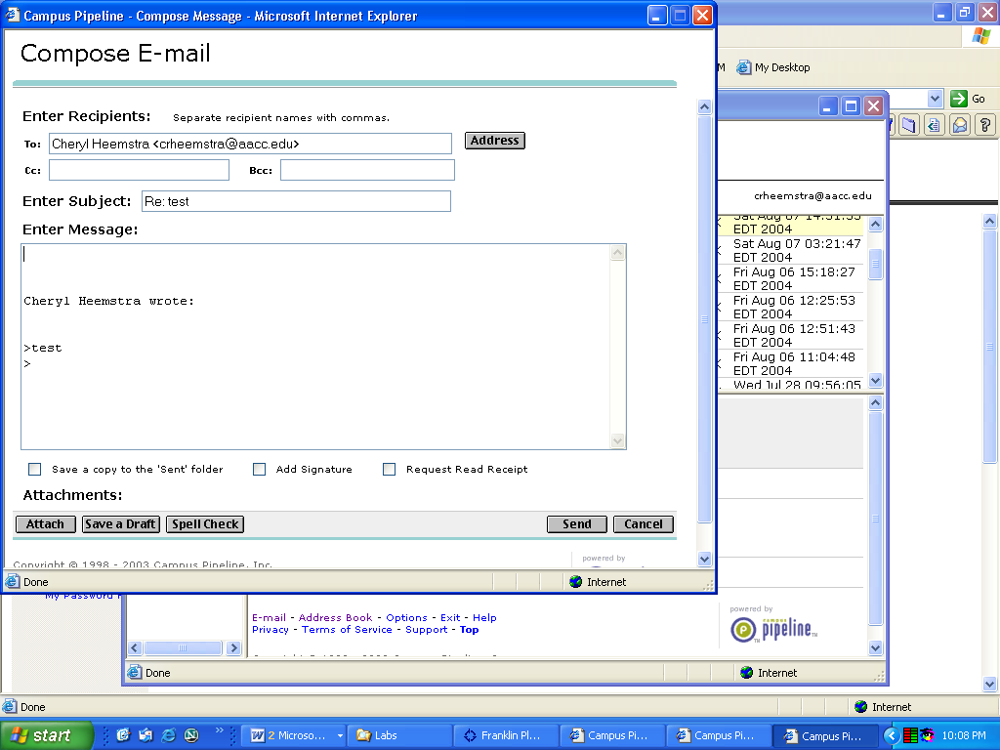 Campus Pipeline - Compose Message - Microsoft Internet Explorer
Compose E-mail
Enter Recipients: Separate recipient names with commas.
To: Cheryl Heemstra <crheemstra@aacc.edu> Address
Cc: Bcc:
Enter Subject: Re: test
Enter Message:
Cheryl Heemstra wrote:
>test
>
Save a copy to the 'Sent' folder Add Signature Request Read Receipt
Attachments:
Attach Save a Draft Spell Check Send Cancel
Copyright © 1998 - 2003 Campus Pipeline, Inc.
powered by
Done Internet
M My Desktop
Go
crheemstra@aacc.edu
Sat Aug 07 14:51:55
EDT 2004
Sat Aug 07 03:21:47
EDT 2004
Fri Aug 06 15:18:27
EDT 2004
Fri Aug 06 12:25:53
EDT 2004
Fri Aug 06 12:51:43
EDT 2004
Fri Aug 06 11:04:48
EDT 2004
Wed Jul 28 09:56:05
My Password
E-mail - Address Book - Options - Exit - Help
Privacy - Terms of Service - Support - Top
powered by
campus
pipeline™
Done Internet
Done Internet
start
2 Microso...
Labs
Franklin Pl...
Campus Pi...
Campus Pi...
Campus Pi...
10:08 PM